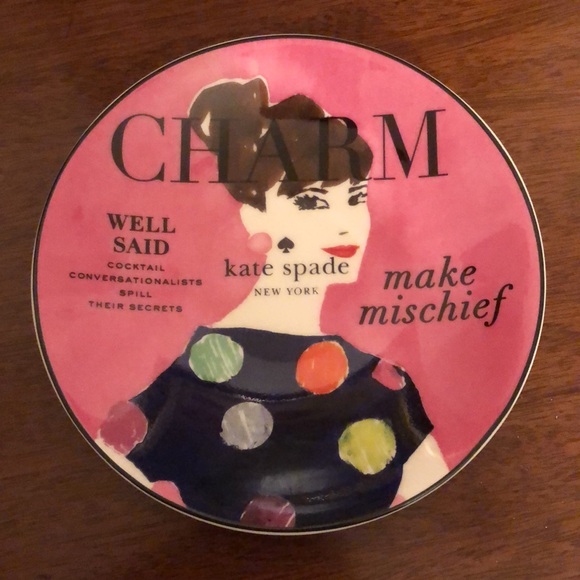 CHARM
WELL
SAID
COCKTAIL
CONVERSATIONALISTS
SPILL
THEIR SECRETS
kate spade
NEW YORK
make
mischief